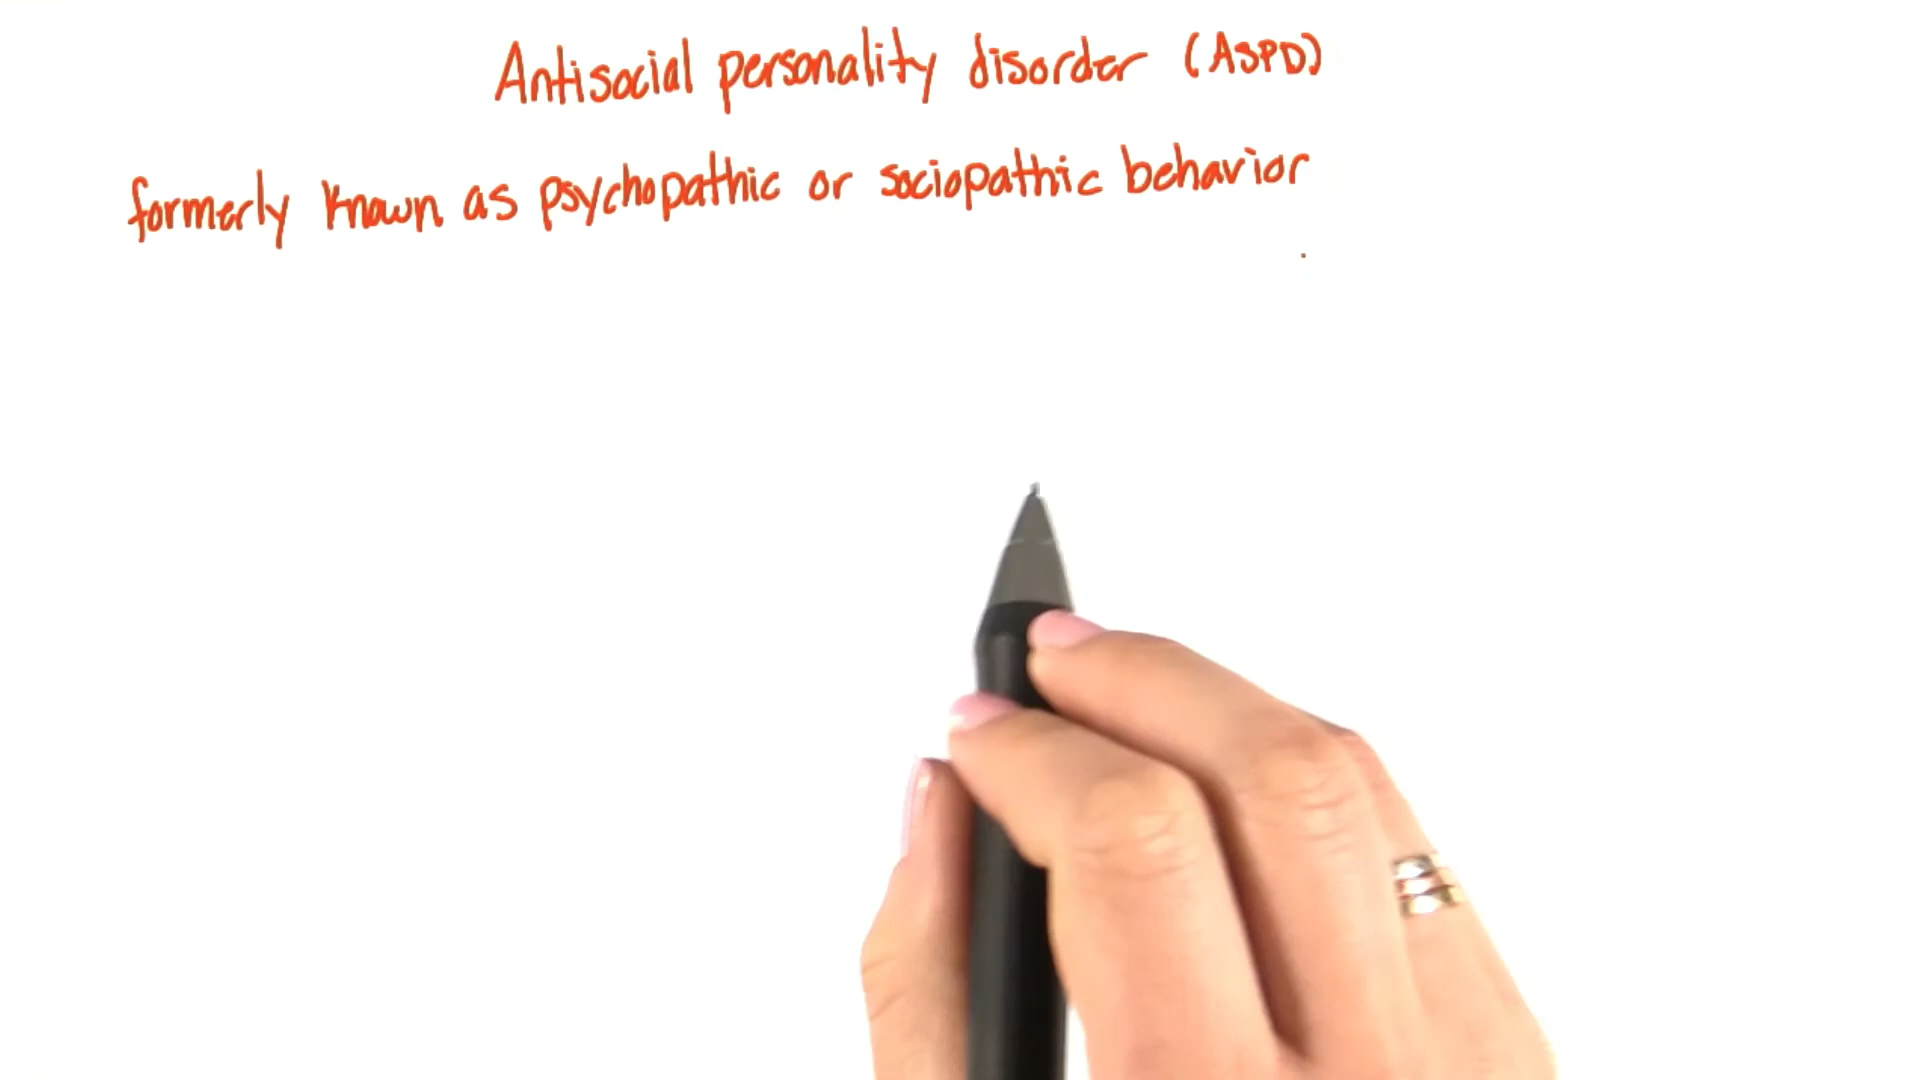 Antisocial personality disorder (ASPD)
formerly known as psychopathic or sociopathic behavior